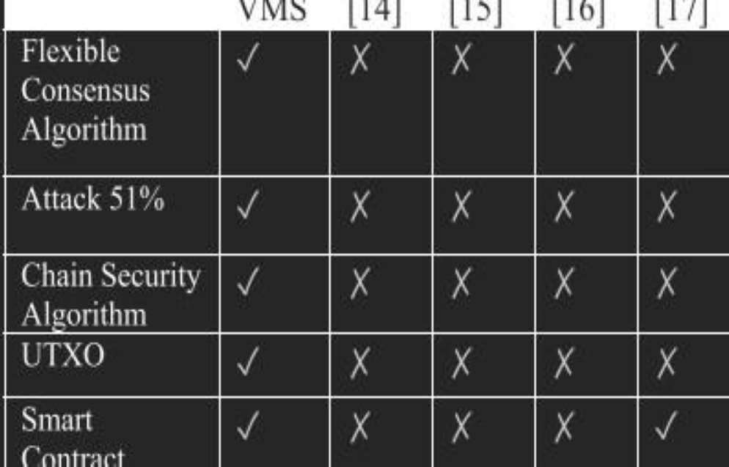 VMS [14] [15] [16] [17]
Flexible ✓ X X X X
Consensus
Algorithm
Attack 51% ✓ X X X X
Chain Security ✓ X X X X
Algorithm
UTXO ✓ X X X X
Smart ✓ X X X ✓
Contract